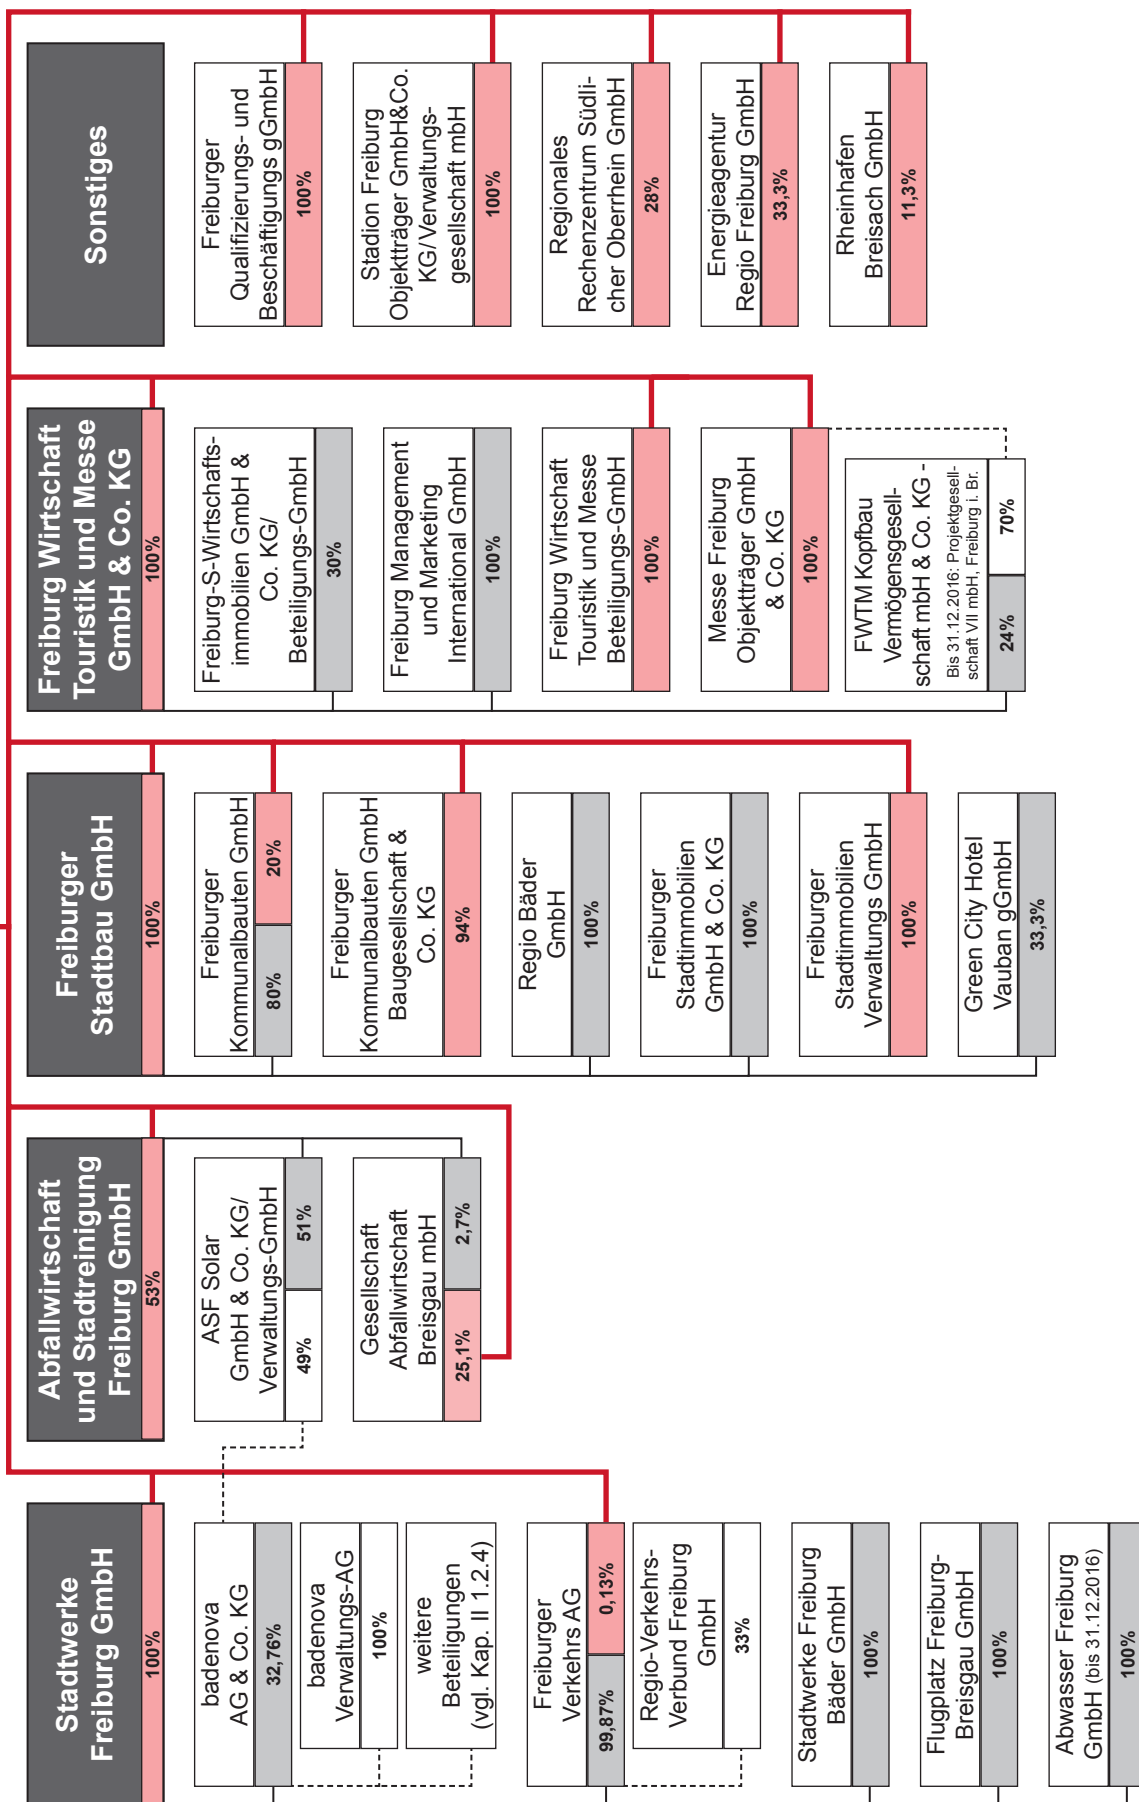 Stadtwerke
Freiburg GmbH
100%
badenova
AG & Co. KG
32,76%
badenova
Verwaltungs-AG
100%
weitere
Beteiligungen
(vgl. Kap. II 1.2.4)
Freiburger
Verkehrs AG
99,87%
0,13%
Regio-Verkehrs-
Verbund Freiburg
GmbH
33%
Stadtwerke Freiburg
Bäder GmbH
100%
Flugplatz Freiburg-
Breisgau GmbH
100%
Abwasser Freiburg
GmbH (bis 31.12.2016)
100%
Abfallwirtschaft
und Stadtreinigung
Freiburg GmbH
53%
ASF Solar
GmbH & Co. KG/
Verwaltungs-GmbH
49%
51%
Gesellschaft
Abfallwirtschaft
Breisgau mbH
25,1%
2,7%
Freiburger
Stadtbau GmbH
100%
Freiburger
Kommunalbauten GmbH
80%
20%
Freiburger
Kommunalbauten GmbH
Baugesellschaft &
Co. KG
94%
Regio Bäder
GmbH
100%
Freiburger
Stadtimmobilien
GmbH & Co. KG
100%
Freiburger
Stadtimmobilien
Verwaltungs GmbH
100%
Green City Hotel
Vauban gGmbH
33,3%
Freiburg Wirtschaft
Touristik und Messe
GmbH & Co. KG
100%
Freiburg-S-Wirtschafts-
immobilien GmbH &
Co. KG/
Beteiligungs-GmbH
30%
Freiburg Management
und Marketing
International GmbH
100%
Freiburg Wirtschaft
Touristik und Messe
Beteiligungs-GmbH
100%
Messe Freiburg
Objektträger GmbH
& Co. KG
100%
FWTM Kopfbau
Vermögensgesell-
schaft mbH & Co. KG -
Bis 31.12.2016: Projektgesell-
schaft VII mbH, Freiburg i. Br.
24%
70%
Sonstiges
Freiburger
Qualifizierungs- und
Beschäftigungs gGmbH
100%
Stadion Freiburg
Objektträger GmbH&Co.
KG/Verwaltungs-
gesellschaft mbH
100%
Regionales
Rechenzentrum Südli-
cher Oberrhein GmbH
28%
Energieagentur
Regio Freiburg GmbH
33,3%
Rheinhafen
Breisach GmbH
11,3%